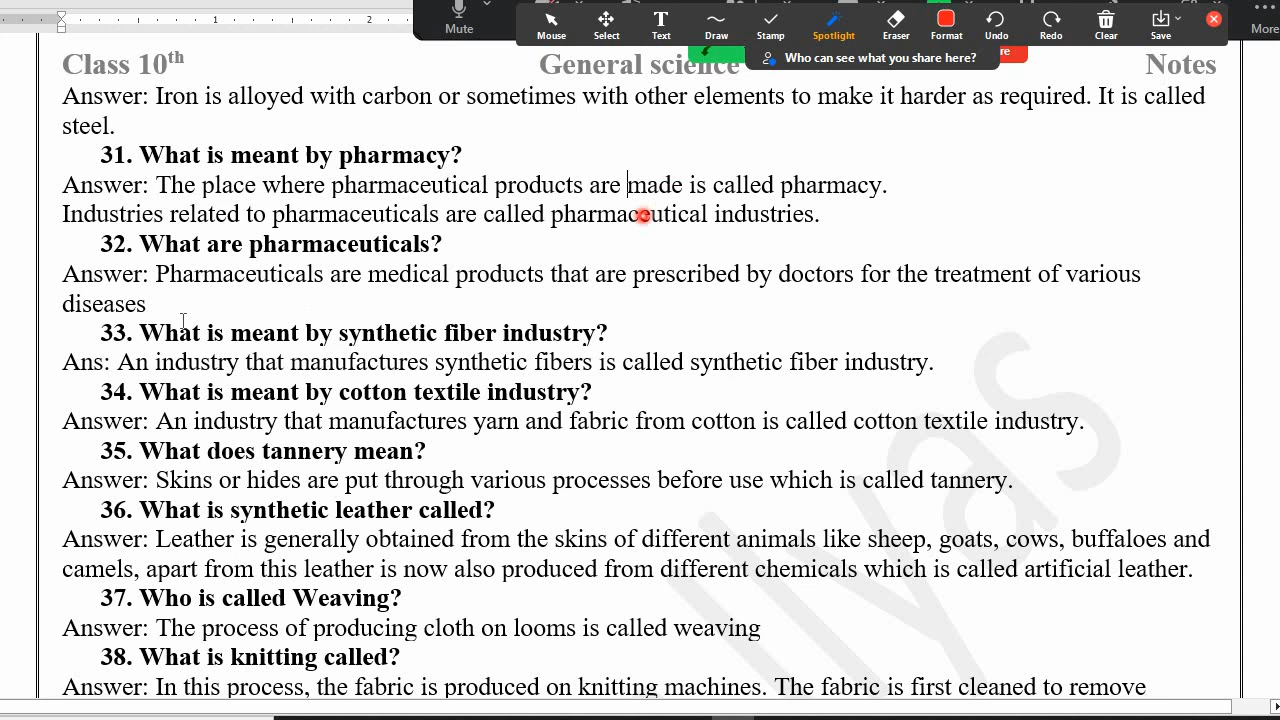 1 2
Mute Mouse Select Text Draw Stamp Spotlight Eraser Format Undo Redo Clear Save More
Who can see what you share here? re
Class 10th General science Notes
Answer: Iron is alloyed with carbon or sometimes with other elements to make it harder as required. It is called
steel.
31. What is meant by pharmacy?
Answer: The place where pharmaceutical products are made is called pharmacy.
Industries related to pharmaceuticals are called pharmaceutical industries.
32. What are pharmaceuticals?
Answer: Pharmaceuticals are medical products that are prescribed by doctors for the treatment of various
diseases
33. What is meant by synthetic fiber industry?
Ans: An industry that manufactures synthetic fibers is called synthetic fiber industry.
34. What is meant by cotton textile industry?
Answer: An industry that manufactures yarn and fabric from cotton is called cotton textile industry.
35. What does tannery mean?
Answer: Skins or hides are put through various processes before use which is called tannery.
36. What is synthetic leather called?
Answer: Leather is generally obtained from the skins of different animals like sheep, goats, cows, buffaloes and
camels, apart from this leather is now also produced from different chemicals which is called artificial leather.
37. Who is called Weaving?
Answer: The process of producing cloth on looms is called weaving
38. What is knitting called?
Answer: In this process, the fabric is produced on knitting machines. The fabric is first cleaned to remove
Ilyas